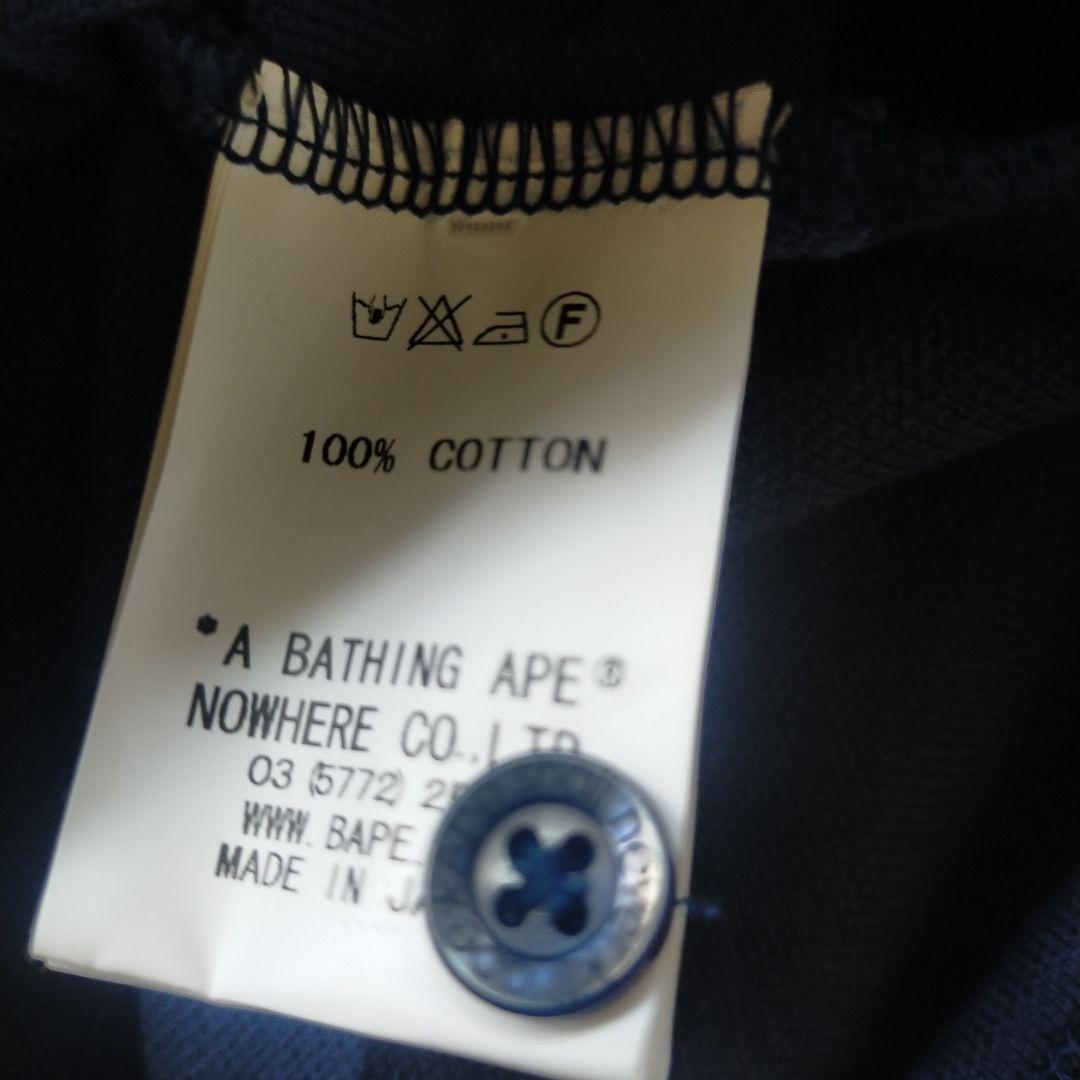 F
100% COTTON
*A BATHING APE®
NOWHERE CO.,LTD
03 (5772) 2
WWW. BAPE.
MADE IN JA